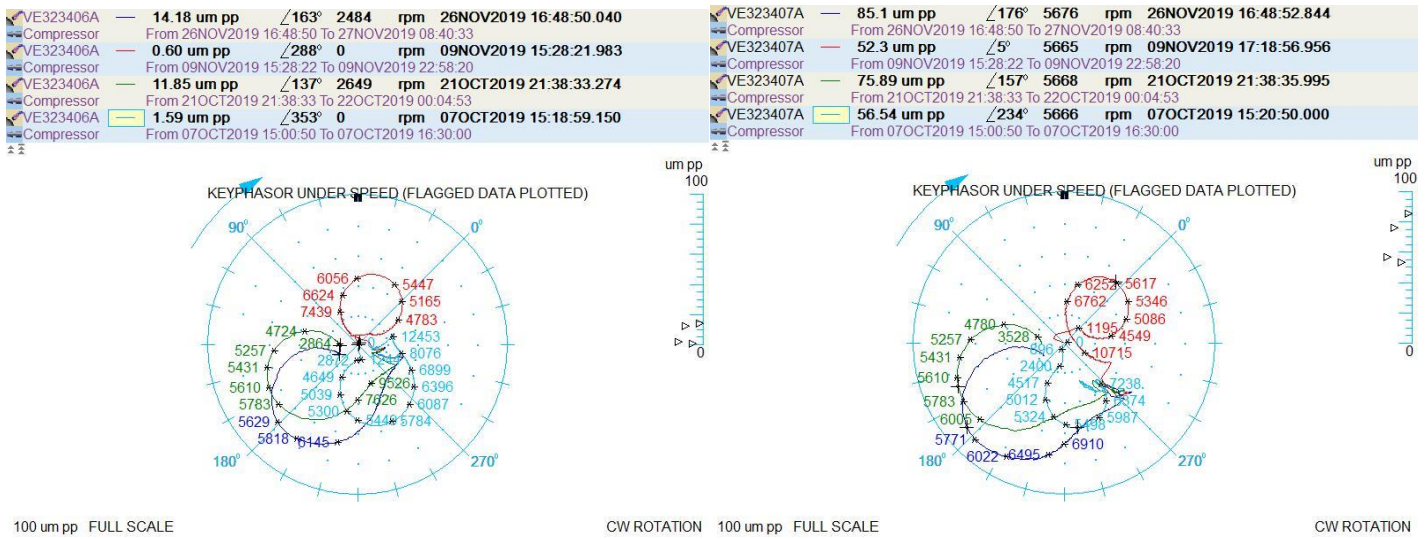 VE323406A — 14.18 um pp ∠163° 2484 rpm 26NOV2019 16:48:50.040
Compressor From 26NOV2019 16:48:50 To 27NOV2019 08:40:33
VE323406A — 0.60 um pp ∠288° 0 rpm 09NOV2019 15:28:21.983
Compressor From 09NOV2019 15:28:22 To 09NOV2019 22:58:20
VE323406A — 11.85 um pp ∠137° 2649 rpm 21OCT2019 21:38:33.274
Compressor From 21OCT2019 21:38:33 To 22OCT2019 00:04:53
VE323406A — 1.59 um pp ∠353° 0 rpm 07OCT2019 15:18:59.150
Compressor From 07OCT2019 15:00:50 To 07OCT2019 16:30:00
um pp
100
KEYPHASOR UNDER SPEED (FLAGGED DATA PLOTTED)
90° 0°
6056 5447
6624 5165
7439 4783
4724 12453
2864 0
5257 2812 8076
5431 4649 6899
5610 9526 6396
5783 5039 7626 6087
5629 5300 5784
5818 6145
180° 270°
0
100 um pp FULL SCALE CW ROTATION
VE323407A — 85.1 um pp ∠176° 5676 rpm 26NOV2019 16:48:52.844
Compressor From 26NOV2019 16:48:50 To 27NOV2019 08:40:33
VE323407A — 52.3 um pp ∠5° 5665 rpm 09NOV2019 17:18:56.956
Compressor From 09NOV2019 15:28:22 To 09NOV2019 22:58:20
VE323407A — 75.89 um pp ∠157° 5668 rpm 21OCT2019 21:38:35.995
Compressor From 21OCT2019 21:38:33 To 22OCT2019 00:04:53
VE323407A — 56.54 um pp ∠234° 5666 rpm 07OCT2019 15:20:50.000
Compressor From 07OCT2019 15:00:50 To 07OCT2019 16:30:00
um pp
100
KEYPHASOR UNDER SPEED (FLAGGED DATA PLOTTED)
90° 0°
6252 5617
6762 5346
5086
4780 1195 4549
5257 3528 0
5431 896 10715
5610 2400
5783 4517 7238
6005 5012
5324 5498 5987
5771 6910
6022 6495
180° 270°
0
100 um pp FULL SCALE CW ROTATION